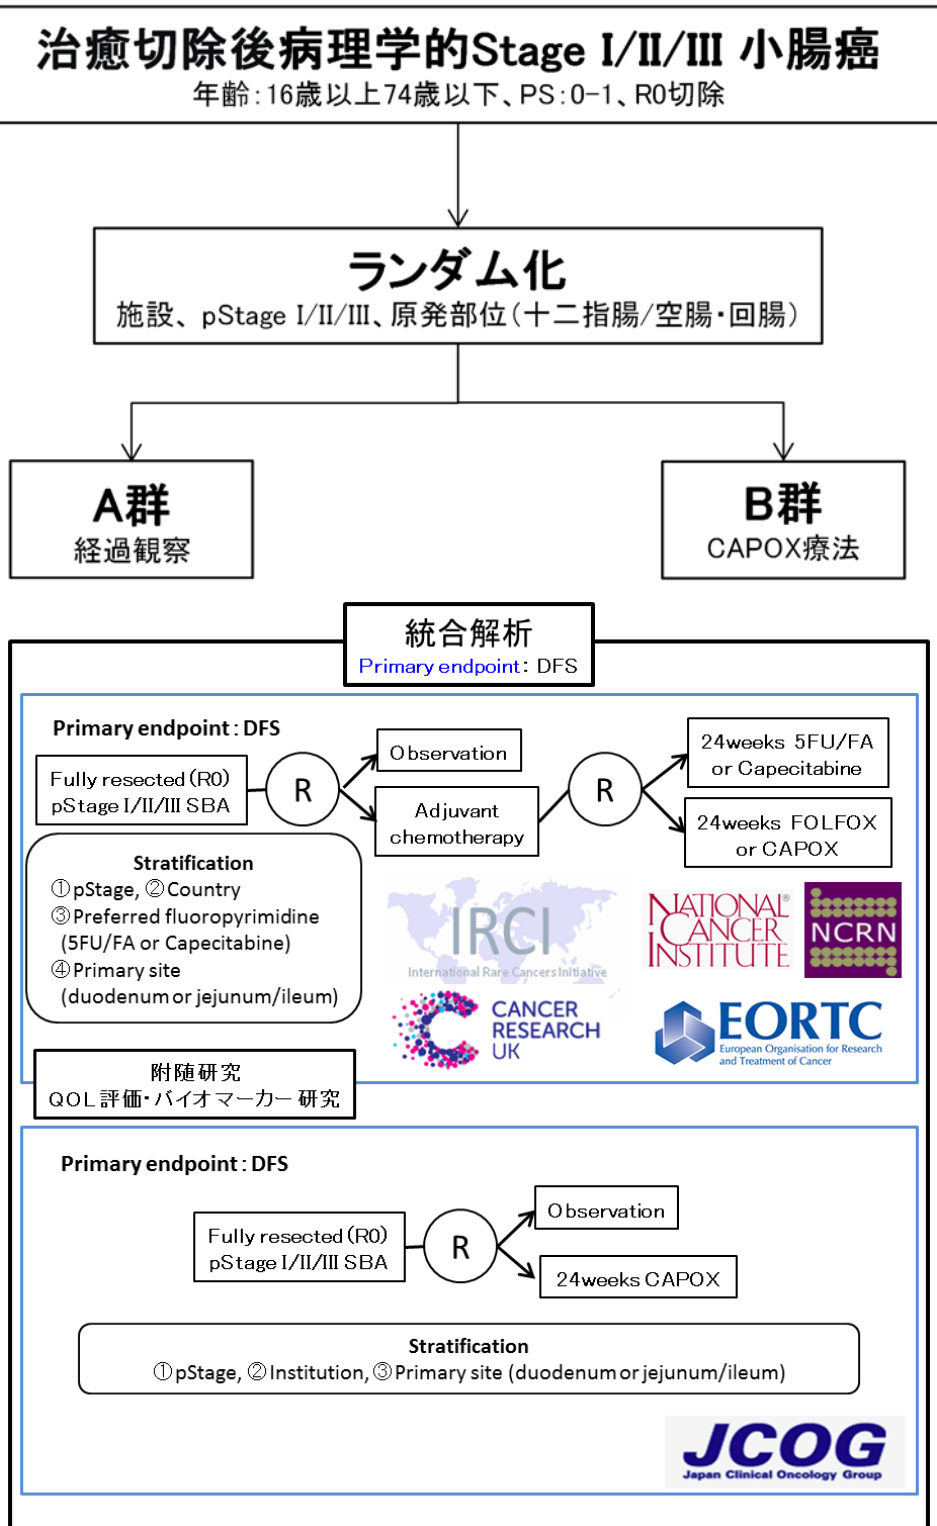 治癒切除後病理学的Stage I/II/III 小腸癌
年齢：16歳以上74歳以下、PS：0-1、R0切除
ランダム化
施設、 pStage I/II/III、原発部位（十二指腸/空腸・回腸）
A群
経過観察
B群
CAPOX療法
統合解析
Primary endpoint： DFS
Primary endpoint : DFS
Fully resected (R0)
pStage I/II/III SBA
R
Observation
Adjuvant
chemotherapy
R
24weeks 5FU/FA
or Capecitabine
24weeks FOLFOX
or CAPOX
Stratification
①pStage, ②Country
③Preferred fluoropyrimidine
(5FU/FA or Capecitabine)
④Primary site
(duodenum or jejunum/ileum)
IRCI
International Rare Cancers Initiative
NATIONAL
CANCER
INSTITUTE
®
NCRN
CANCER
RESEARCH
UK
EORTC
European Organisation for Research
and Treatment of Cancer
附随研究
QOL評価・バイオマーカー研究
Primary endpoint : DFS
Fully resected (R0)
pStage I/II/III SBA
R
Observation
24weeks CAPOX
Stratification
①pStage, ②Institution, ③Primary site (duodenum or jejunum/ileum)
JCOG
Japan Clinical Oncology Group